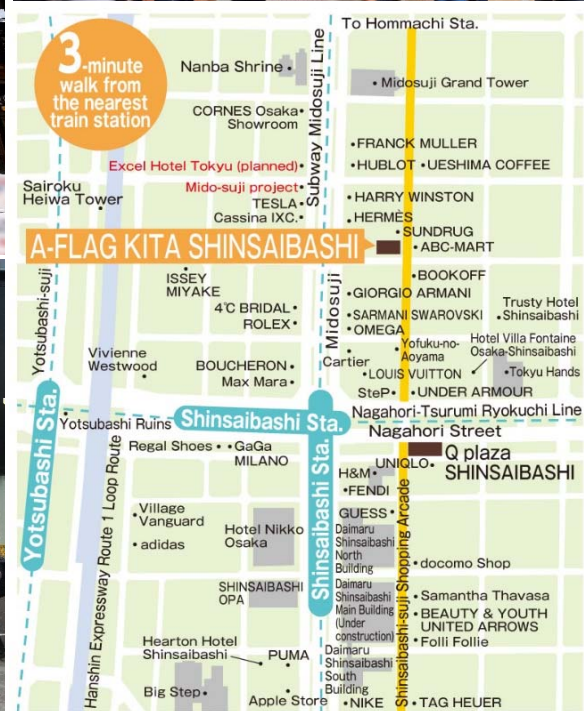 3-minute
walk from
the nearest
train station
To Hommachi Sta.
Nanba Shrine
Midosuji Grand Tower
Subway Midosuji Line
CORNES Osaka
Showroom
FRANCK MULLER
Excel Hotel Tokyu (planned)
HUBLOT
UESHIMA COFFEE
Sairoku
Heiwa Tower
Mido-suji project
TESLA
HARRY WINSTON
Cassina IXC.
HERMÈS
SUNDRUG
A-FLAG KITA SHINSAIBASHI
ABC-MART
Yotsubashi-suji
ISSEY
MIYAKE
Midosuji
BOOKOFF
GIORGIO ARMANI
4℃ BRIDAL
SARMANI SWAROVSKI
Trusty Hotel
Shinsaibashi
ROLEX
OMEGA
Vivienne
Westwood
Cartier
Yofuku-no-
Aoyama
Hotel Villa Fontaine
Osaka-Shinsaibashi
BOUCHERON
LOUIS VUITTON
Tokyu Hands
Max Mara
SteP
UNDER ARMOUR
Yotsubashi Sta.
Yotsubashi Ruins
Shinsaibashi Sta.
Nagahori-Tsurumi Ryokuchi Line
Nagahori Street
Hanshin Expressway Route 1 Loop Route
Regal Shoes
GaGa
MILANO
Shinsaibashi Sta.
UNIQLO
Q plaza
SHINSAIBASHI
H&M
FENDI
Village
Vanguard
GUESS
Shinsaibashi-suji Shopping Arcade
adidas
Hotel Nikko
Osaka
Daimaru
Shinsaibashi
North
Building
docomo Shop
SHINSAIBASHI
OPA
Daimaru
Shinsaibashi
Main Building
(Under
construction)
Samantha Thavasa
BEAUTY & YOUTH
UNITED ARROWS
Folli Follie
Hearton Hotel
Shinsaibashi
PUMA
Daimaru
Shinsaibashi
South
Building
Big Step
Apple Store
NIKE
TAG HEUER